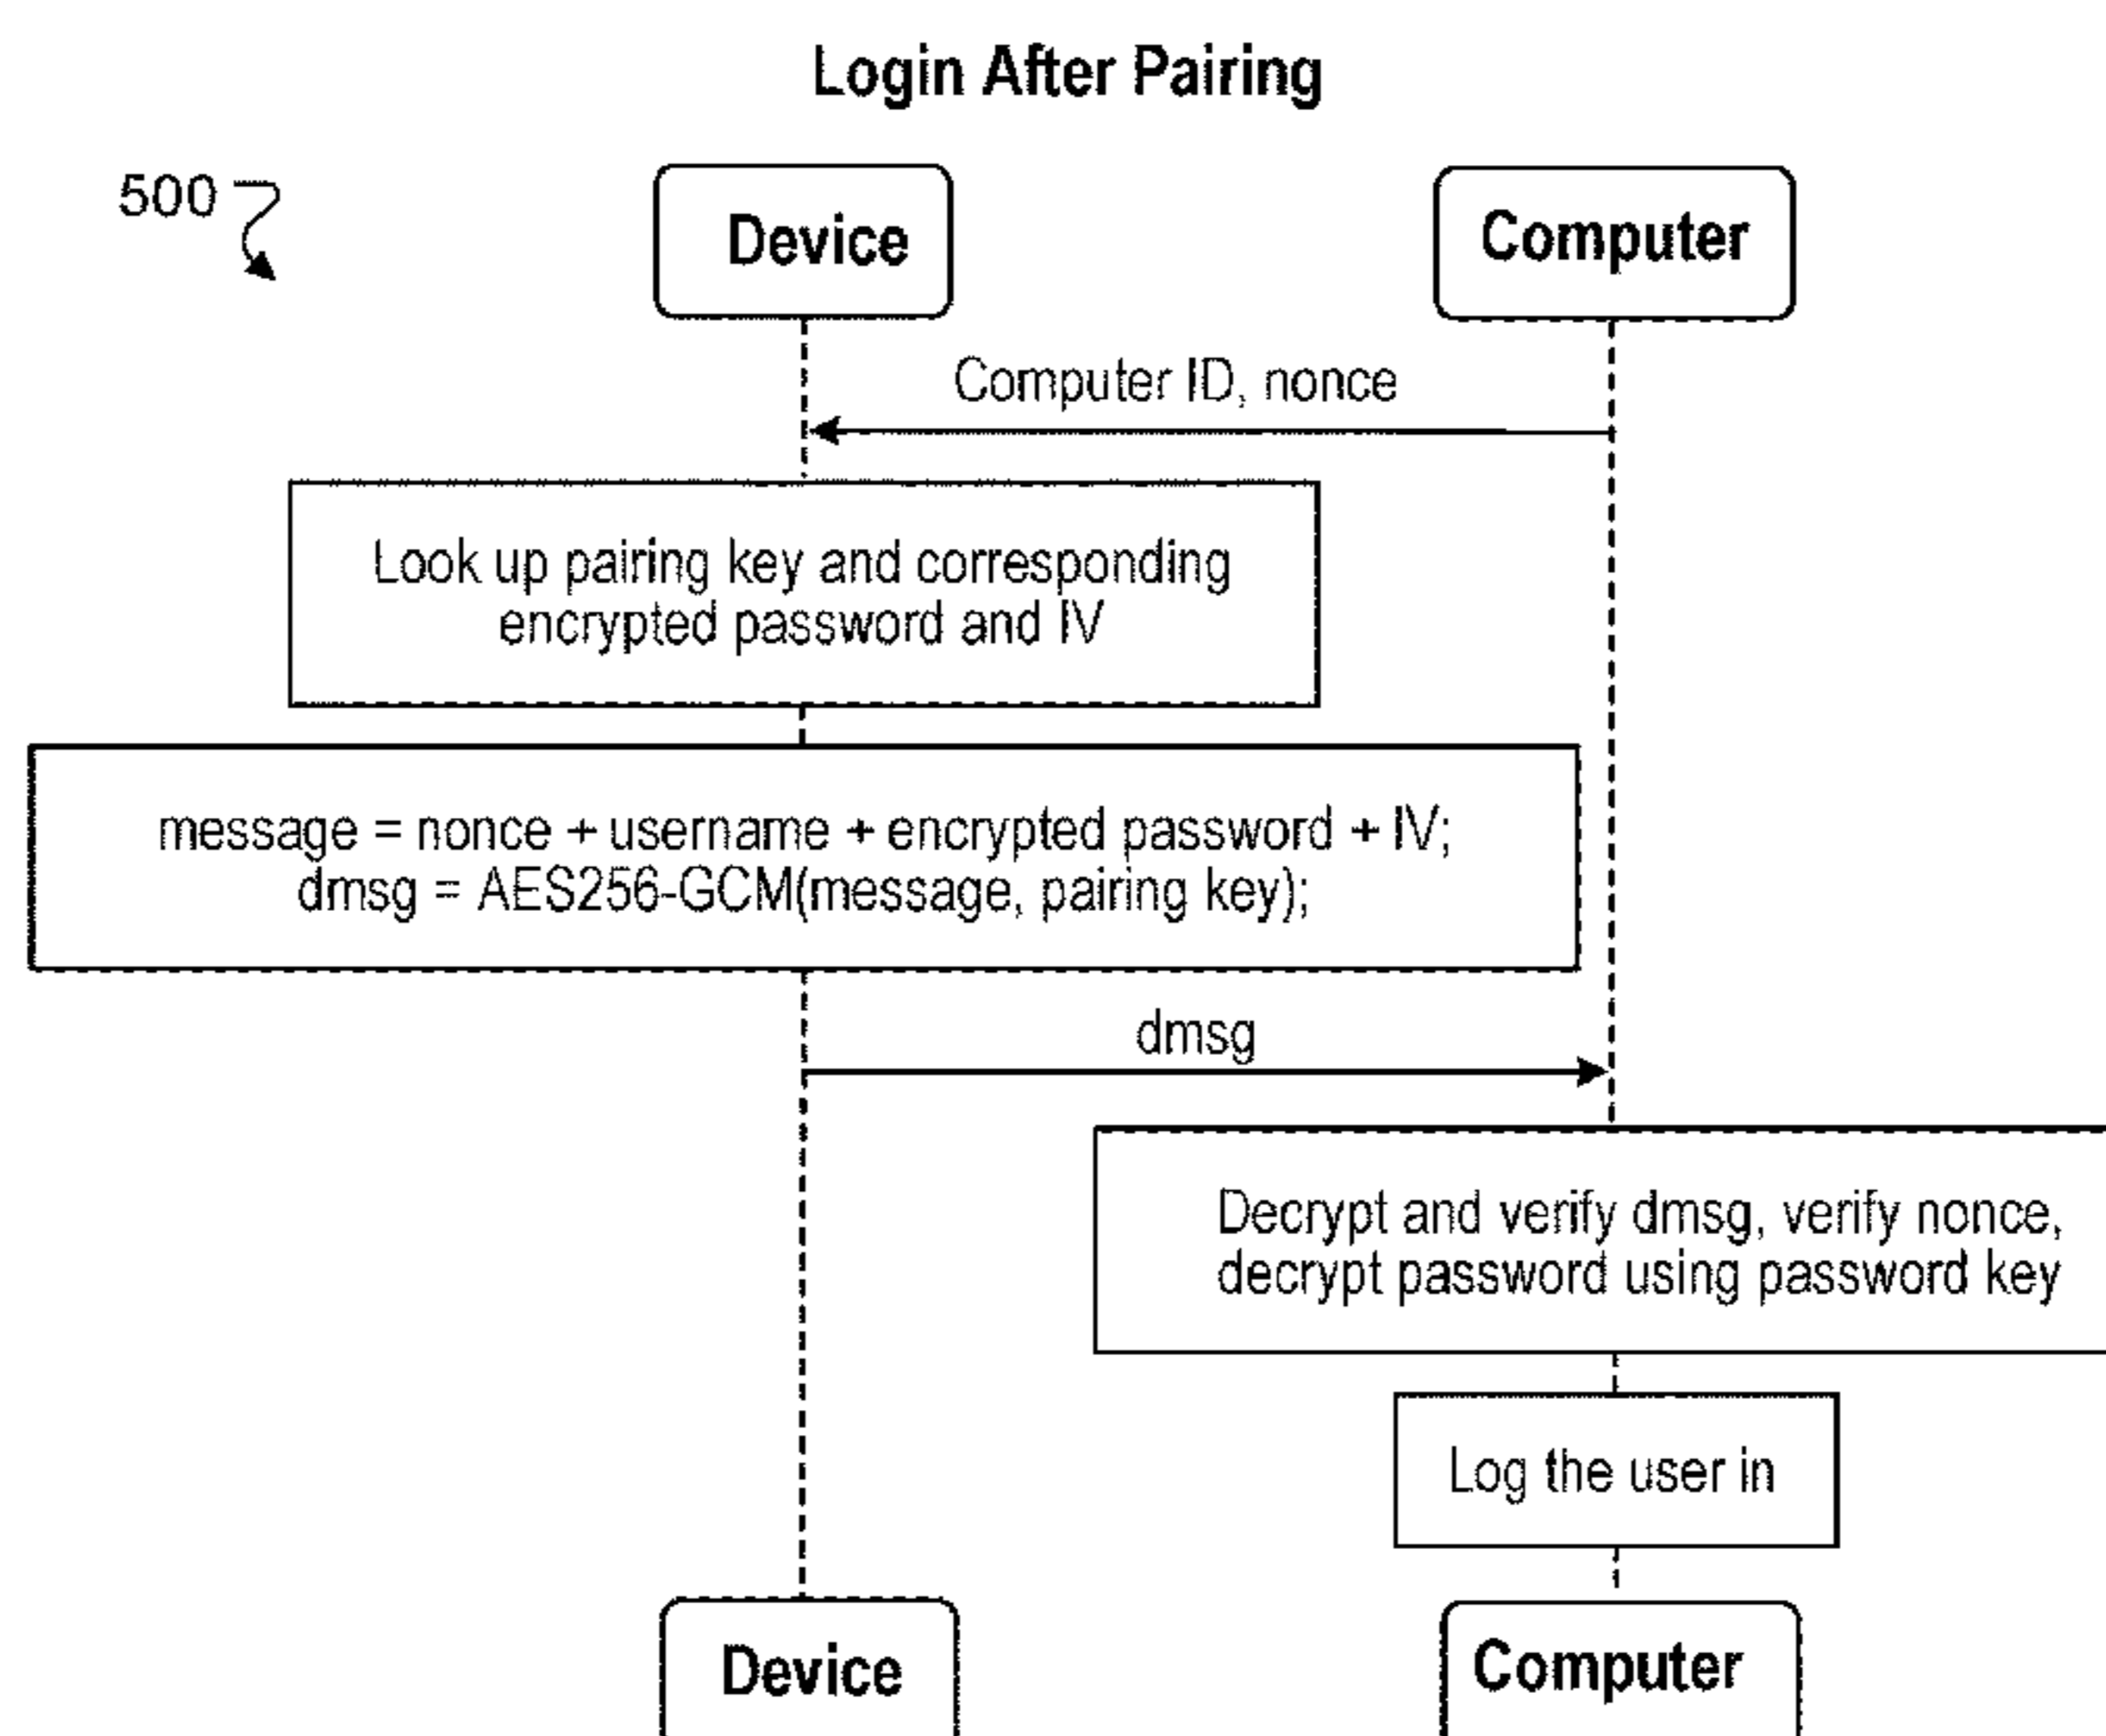 Login After Pairing
500
Device
Computer
Computer ID, nonce
Look up pairing key and corresponding
encrypted password and IV
message = nonce + username + encrypted password + IV;
dmsg = AES256-GCM(message, pairing key);
dmsg
Decrypt and verify dmsg, verify nonce,
decrypt password using password key
Log the user in
Device
Computer